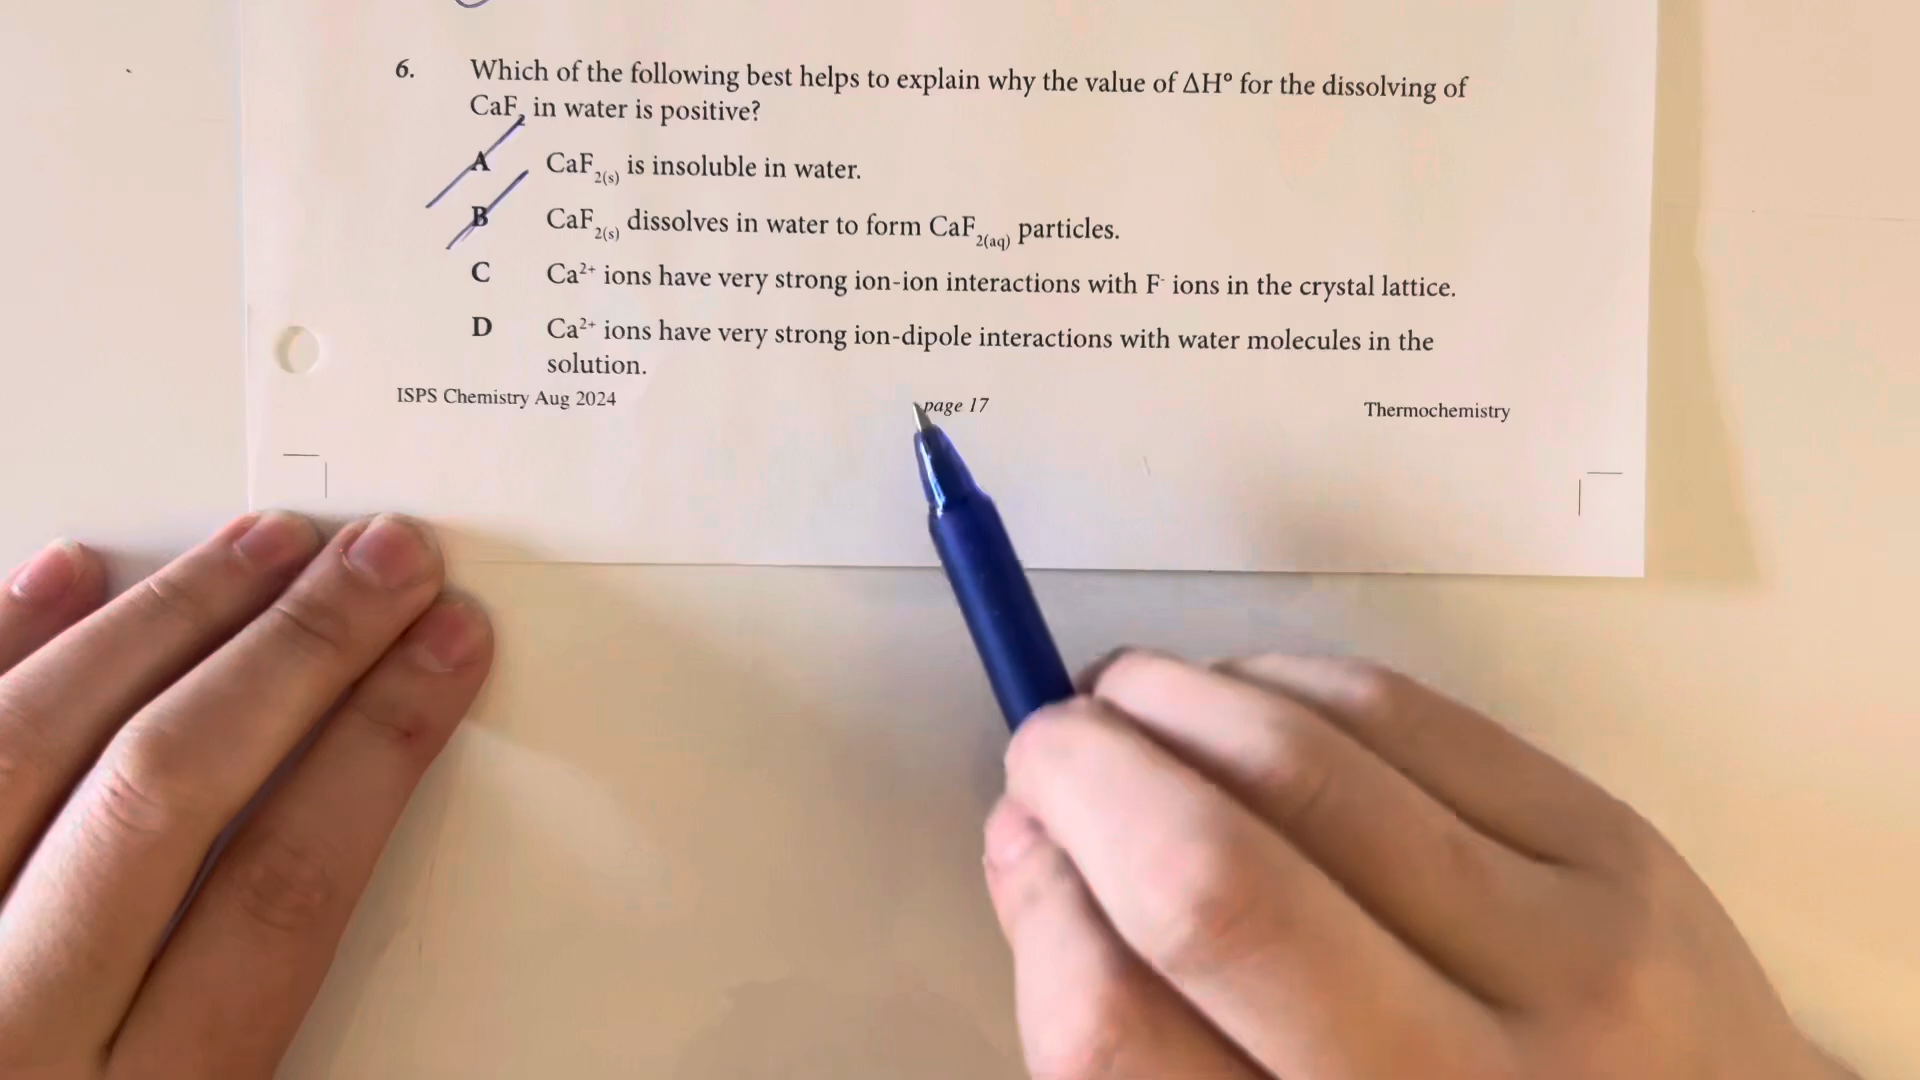 6. Which of the following best helps to explain why the value of ΔH° for the dissolving of
CaF₂ in water is positive?
A CaF₂₍ₛ₎ is insoluble in water.
B CaF₂₍ₛ₎ dissolves in water to form CaF₂(aq) particles.
C Ca²⁺ ions have very strong ion-ion interactions with F⁻ ions in the crystal lattice.
D Ca²⁺ ions have very strong ion-dipole interactions with water molecules in the
solution.
ISPS Chemistry Aug 2024 page 17 Thermochemistry